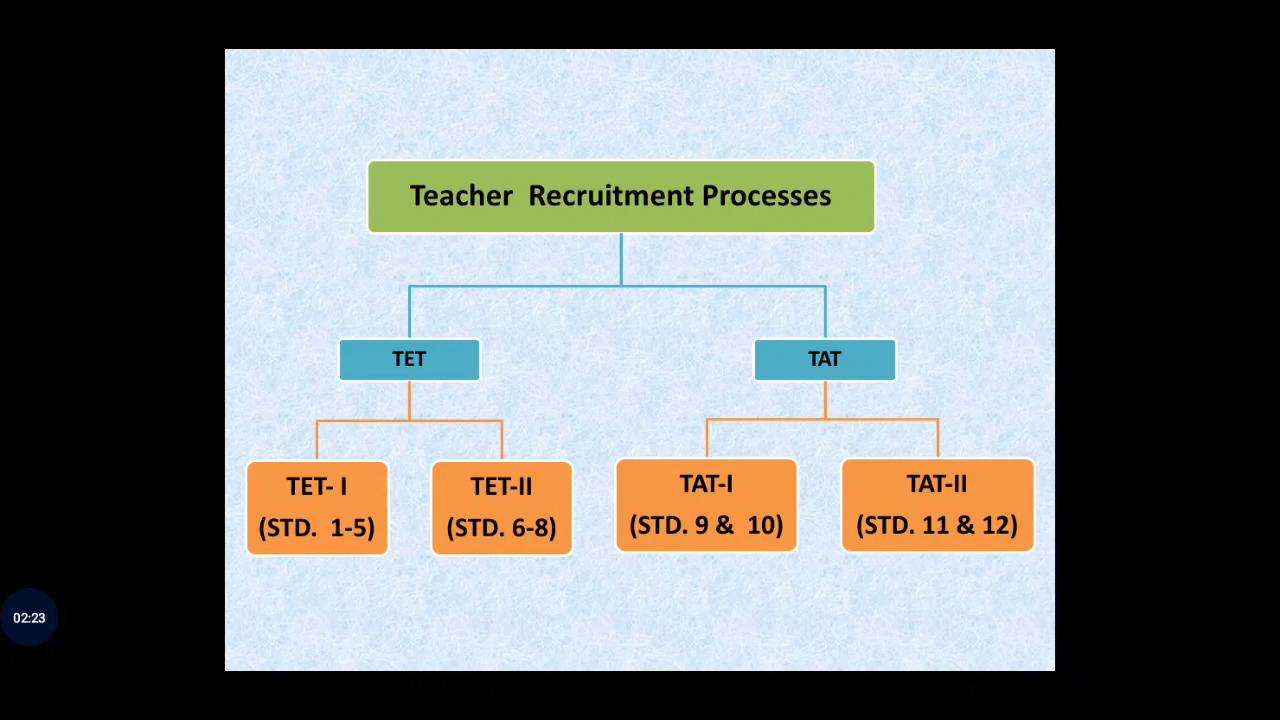 Teacher Recruitment Processes
TET
TAT
TET- I
(STD. 1-5)
TET-II
(STD. 6-8)
TAT-I
(STD. 9 & 10)
TAT-II
(STD. 11 & 12)
02:23